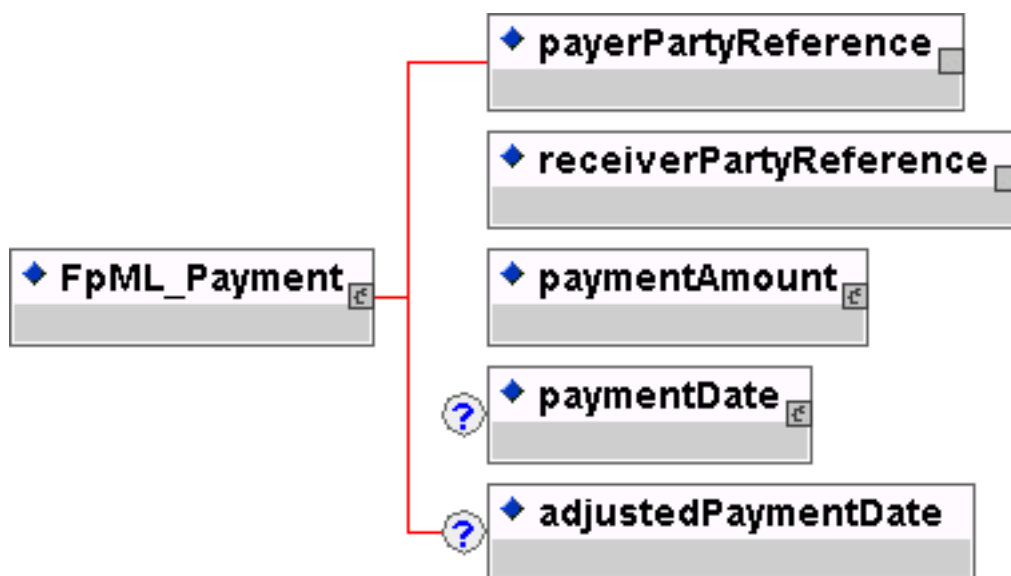 payerPartyReference
receiverPartyReference
FpML_Payment
paymentAmount
? paymentDate
? adjustedPaymentDate